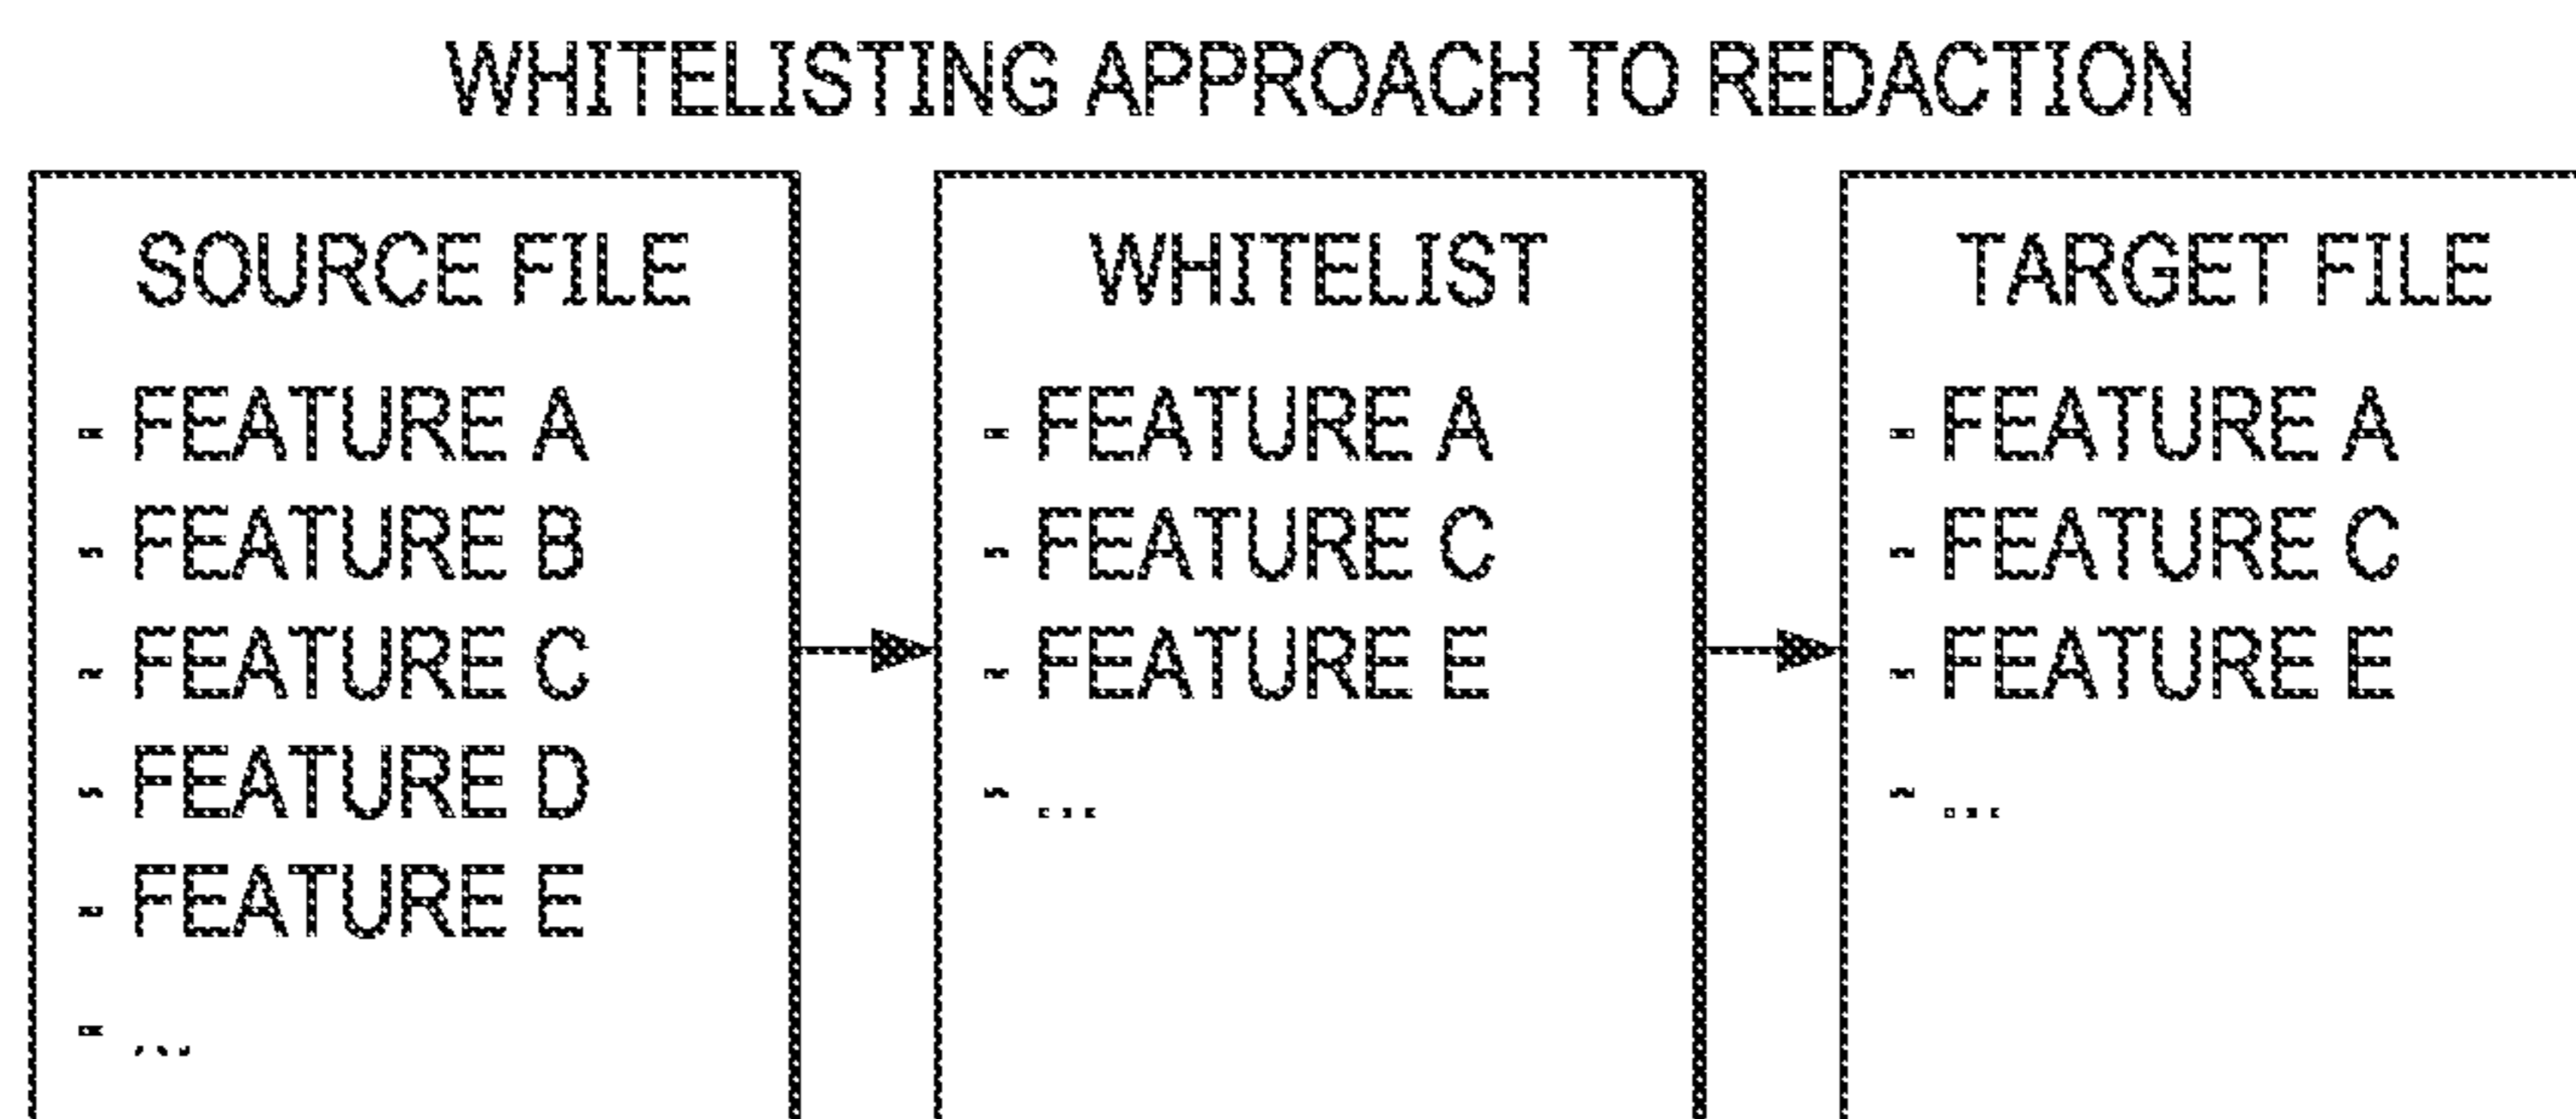 WHITELISTING APPROACH TO REDACTION
SOURCE FILE
- FEATURE A
- FEATURE B
- FEATURE C
- FEATURE D
- FEATURE E
- ...
WHITELIST
- FEATURE A
- FEATURE C
- FEATURE E
- ...
TARGET FILE
- FEATURE A
- FEATURE C
- FEATURE E
- ...